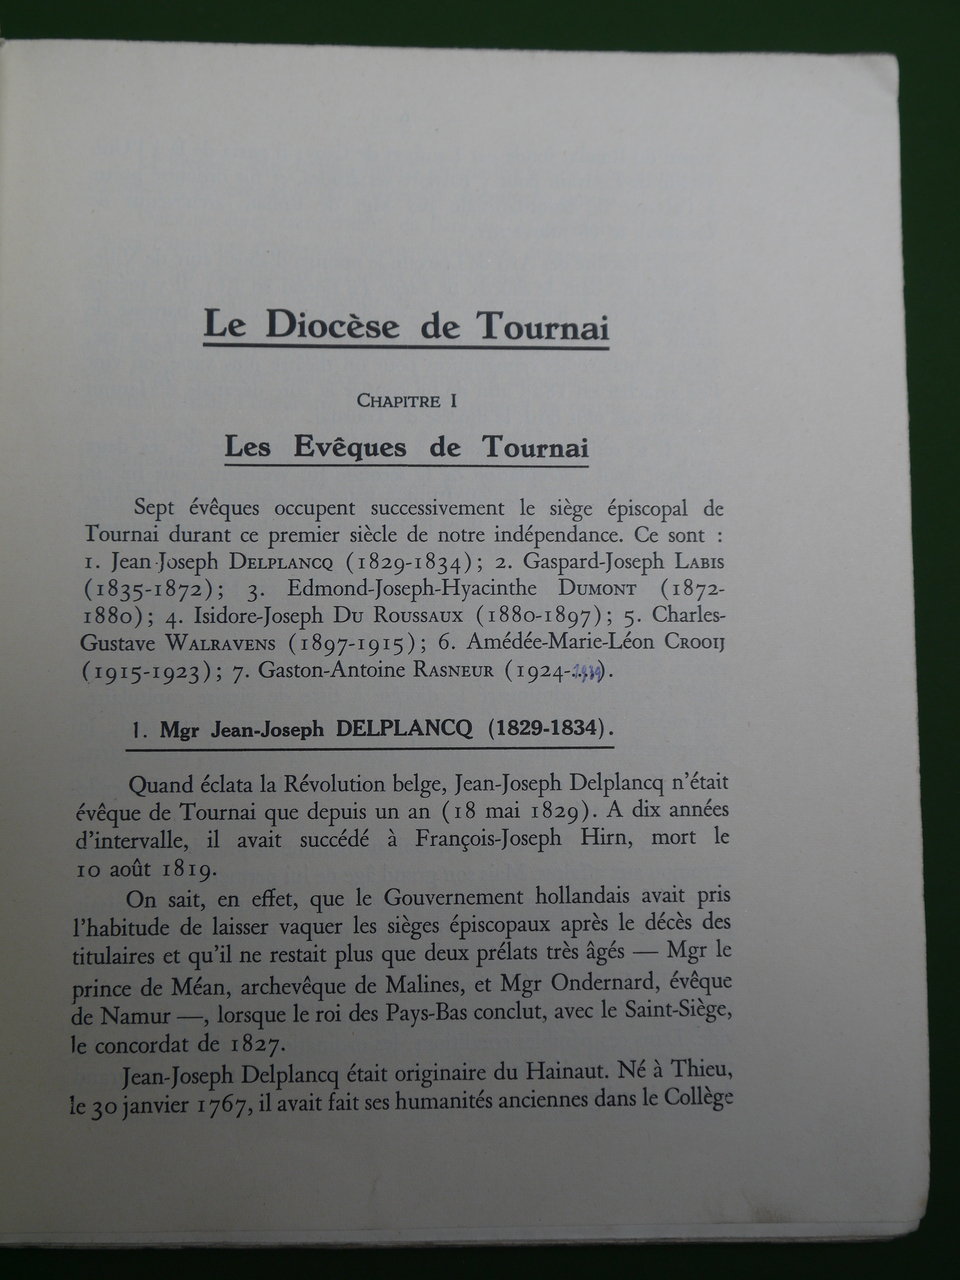 Le Diocèse de Tournai
CHAPITRE I
Les Evêques de Tournai
Sept évêques occupent successivement le siège épiscopal de
Tournai durant ce premier siècle de notre indépendance. Ce sont :
1. Jean-Joseph DELPLANCQ (1829-1834); 2. Gaspard-Joseph LABIS
(1835-1872); 3. Edmond-Joseph-Hyacinthe DUMONT (1872-
1880); 4. Isidore-Joseph DU ROUSSAUX (1880-1897); 5. Charles-
Gustave WALRAVENS (1897-1915); 6. Amédée-Marie-Léon CROOIJ
(1915-1923); 7. Gaston-Antoine RASNEUR (1924-).
1. Mgr Jean-Joseph DELPLANCQ (1829-1834).
Quand éclata la Révolution belge, Jean-Joseph Delplancq n'était
évêque de Tournai que depuis un an (18 mai 1829). A dix années
d'intervalle, il avait succédé à François-Joseph Hirn, mort le
10 août 1819.
On sait, en effet, que le Gouvernement hollandais avait pris
l'habitude de laisser vaquer les sièges épiscopaux après le décès des
titulaires et qu'il ne restait plus que deux prélats très âgés — Mgr le
prince de Méan, archevêque de Malines, et Mgr Ondernard, évêque
de Namur —, lorsque le roi des Pays-Bas conclut, avec le Saint-Siège,
le concordat de 1827.
Jean-Joseph Delplancq était originaire du Hainaut. Né à Thieu,
le 30 janvier 1767, il avait fait ses humanités anciennes dans le Collège